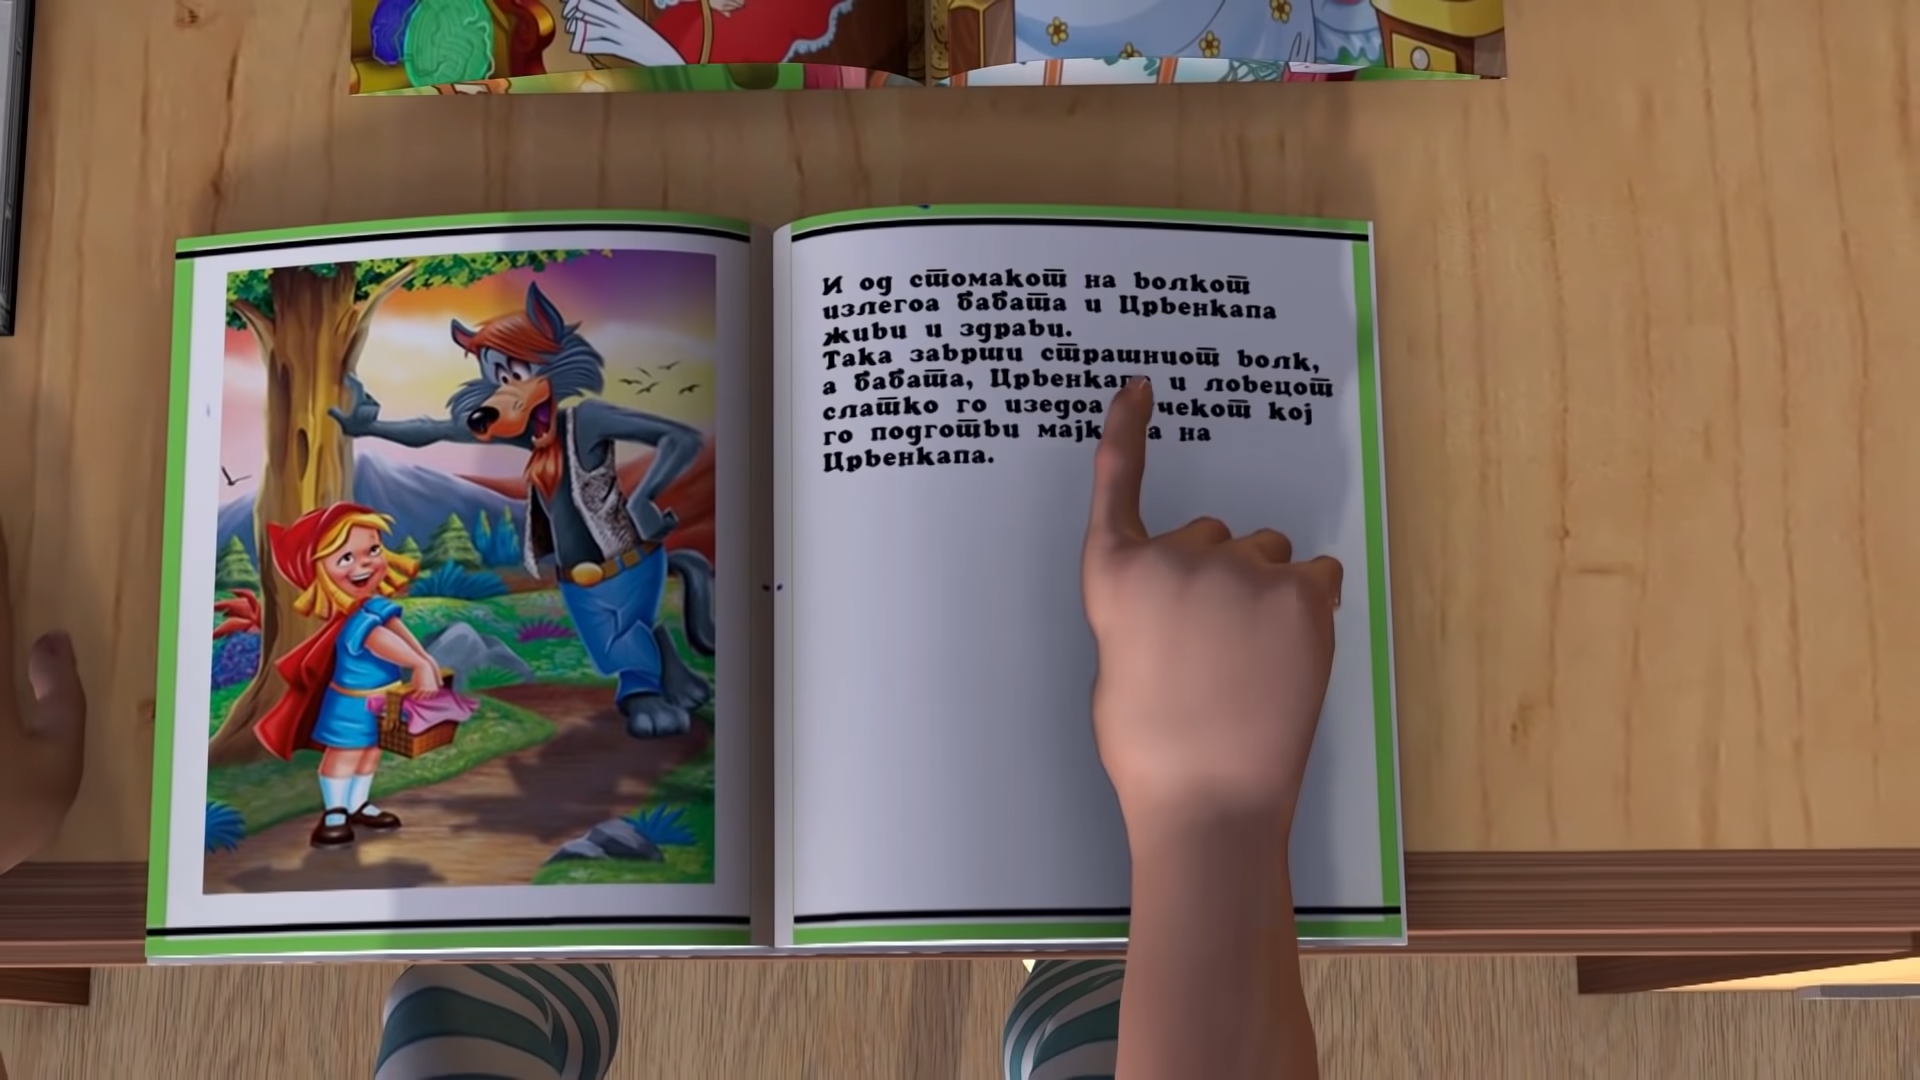 И од стомакот на волкот
излегоа бабата и Црвенкапа
живи и здрави.
Така заврши страшниот волк,
а бабата, Црвенкапа и ловецот
слатко го изедоа кој
го подготви на
Црвенкапа.